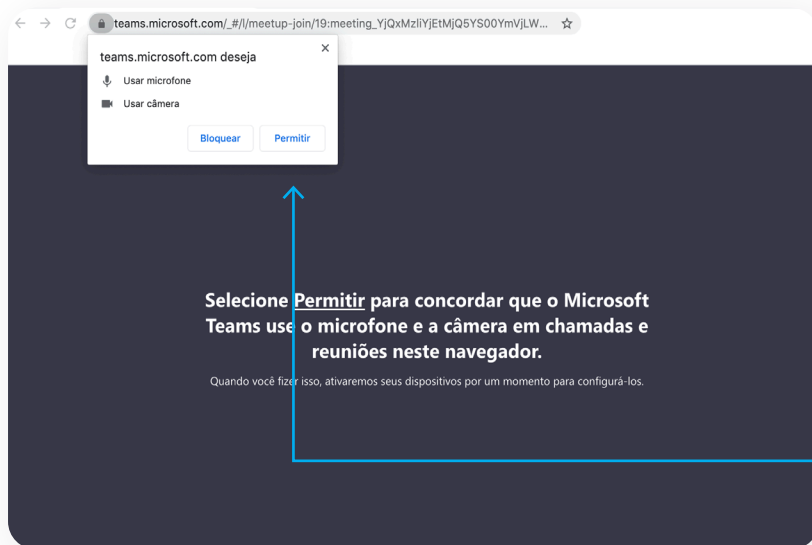 teams.microsoft.com/_#/l/meetup-join/19:meeting_YjQxMzliYjEtMjQ5YS00YmVjLW...
teams.microsoft.com deseja
Usar microfone
Usar câmera
Bloquear
Permitir
Selecione Permitir para concordar que o Microsoft
Teams use o microfone e a câmera em chamadas e
reuniões neste navegador.
Quando você fizer isso, ativaremos seus dispositivos por um momento para configurá-los.